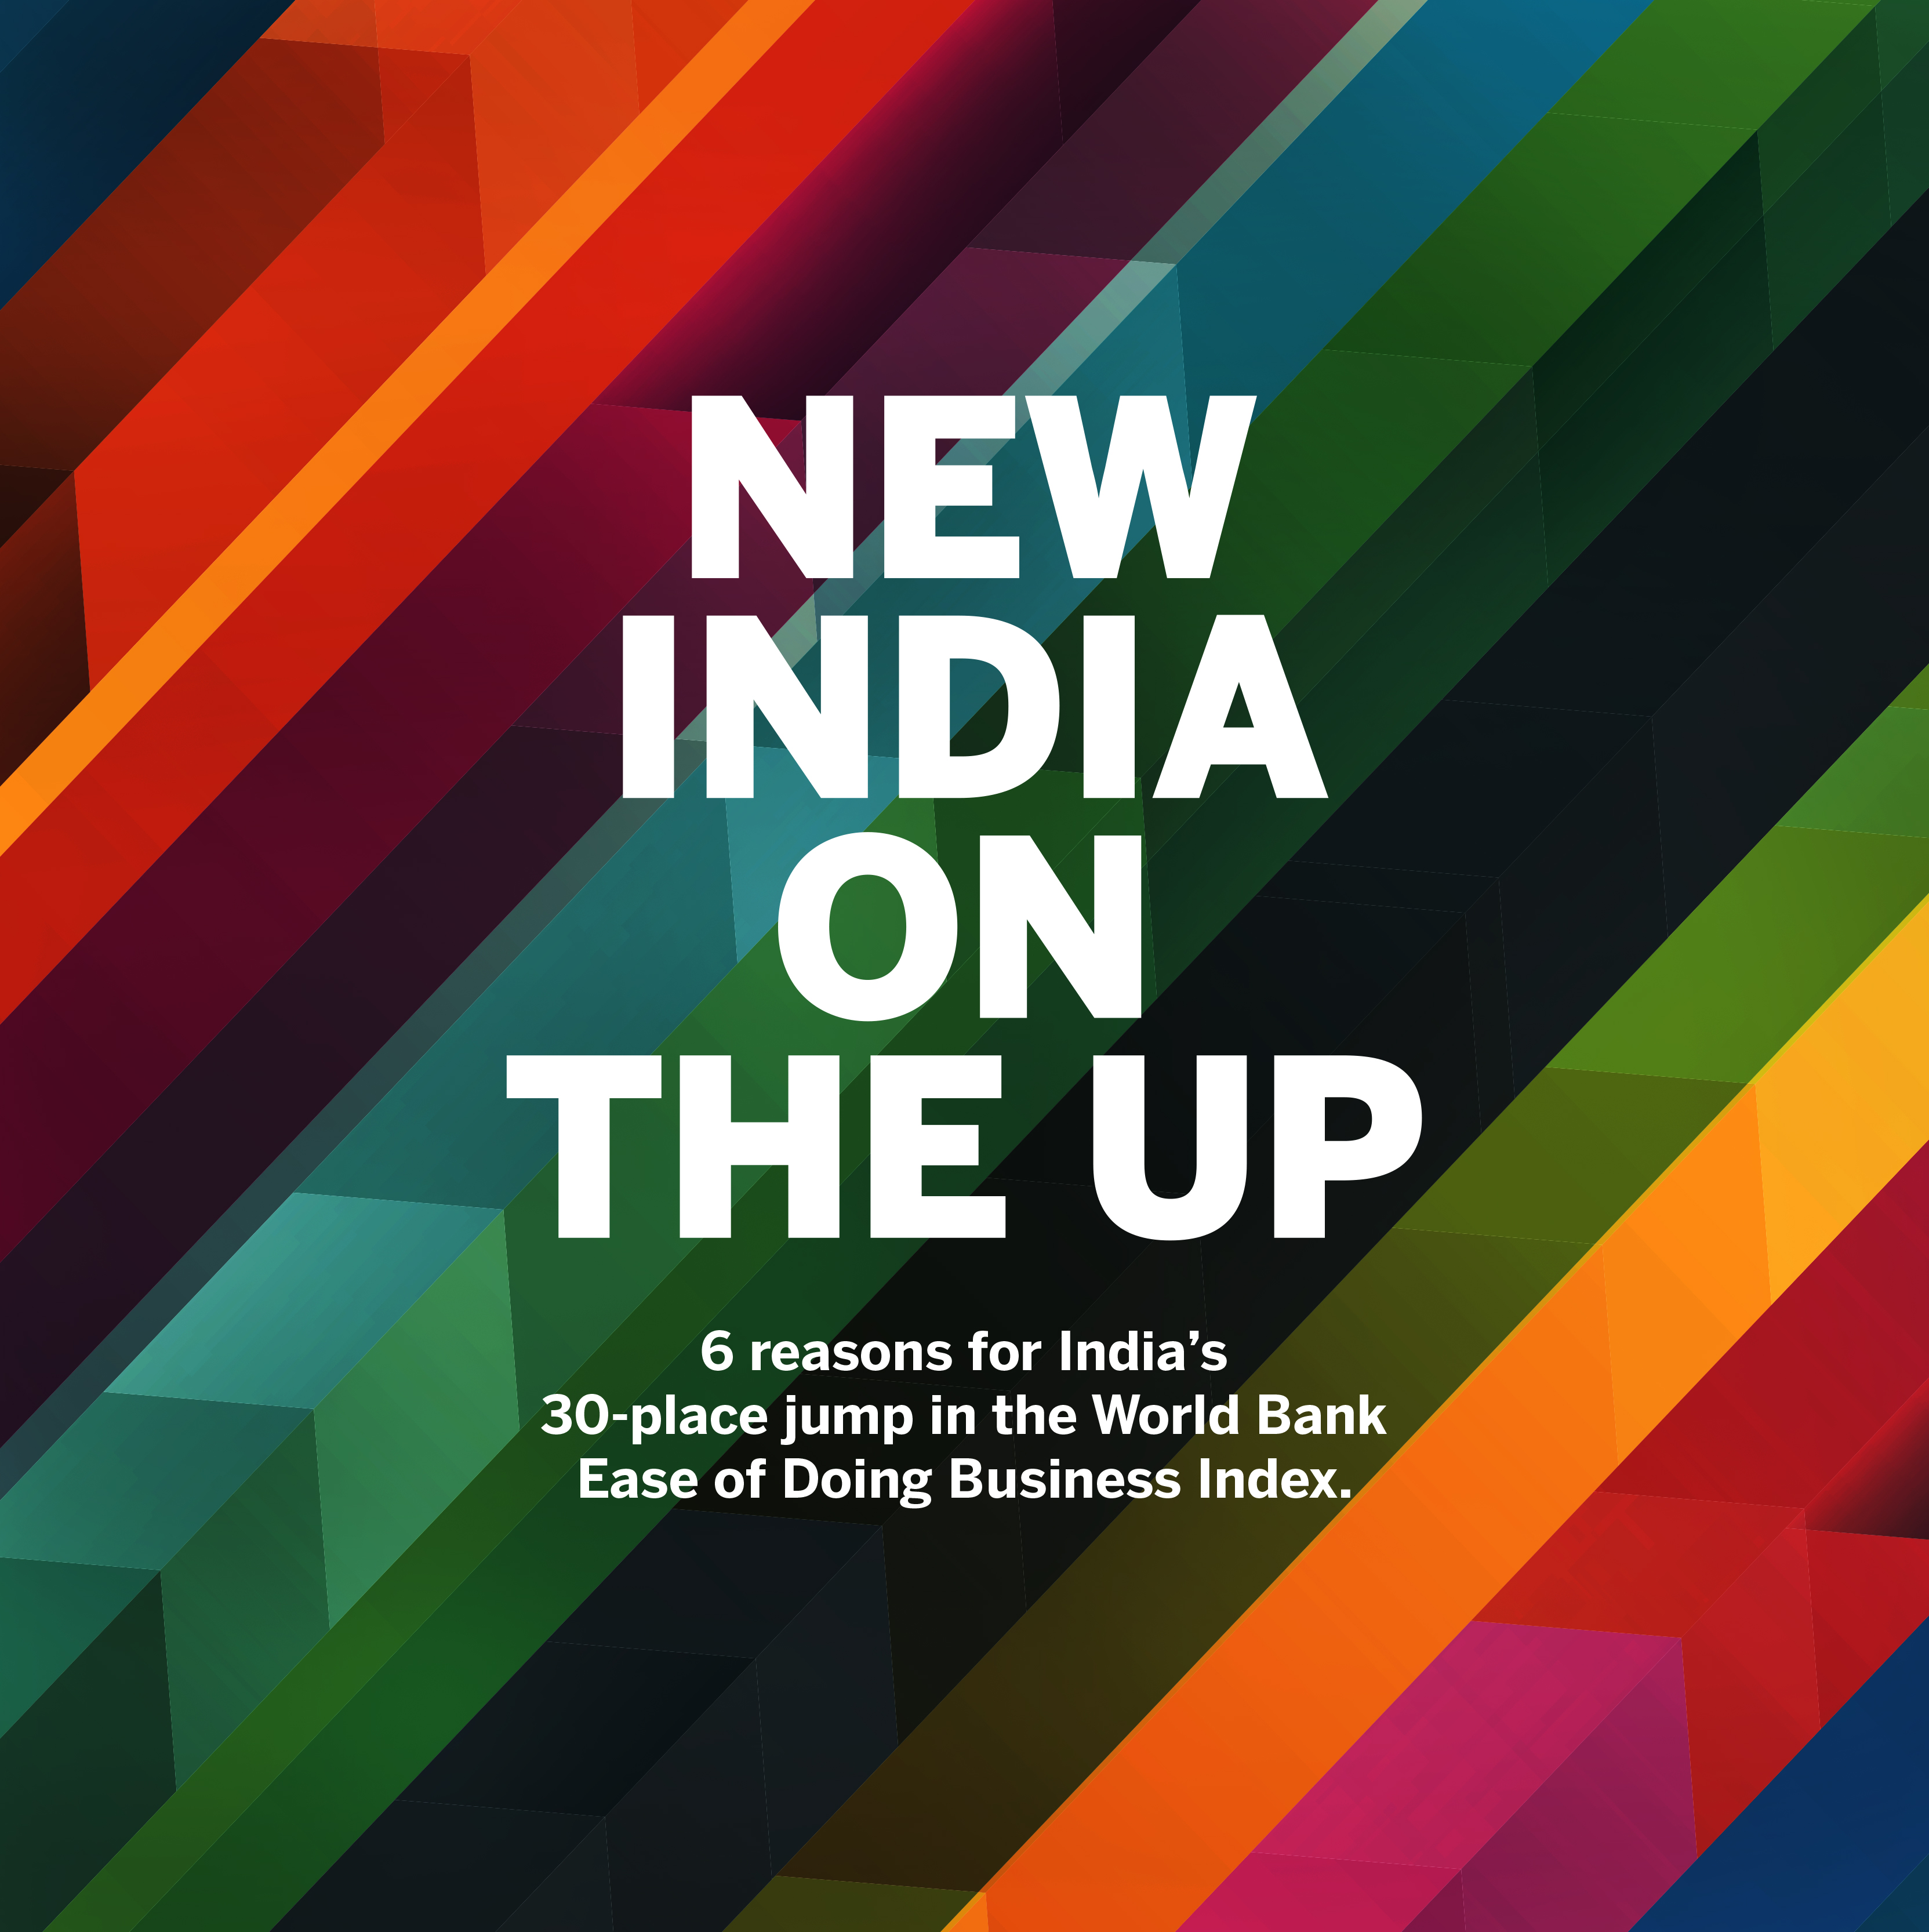 NEW
INDIA
ON
THE UP
6 reasons for India’s
30-place jump in the World Bank
Ease of Doing Business Index.